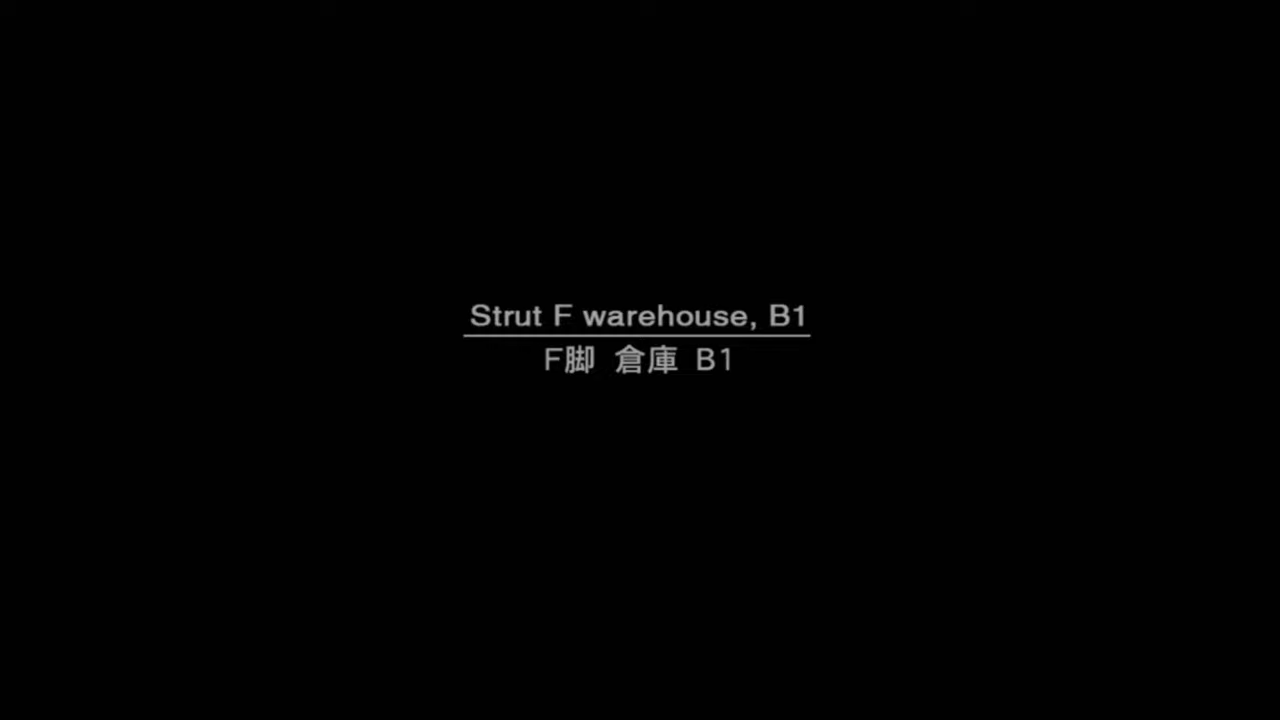 Strut F warehouse, B1
F脚 倉庫 B1